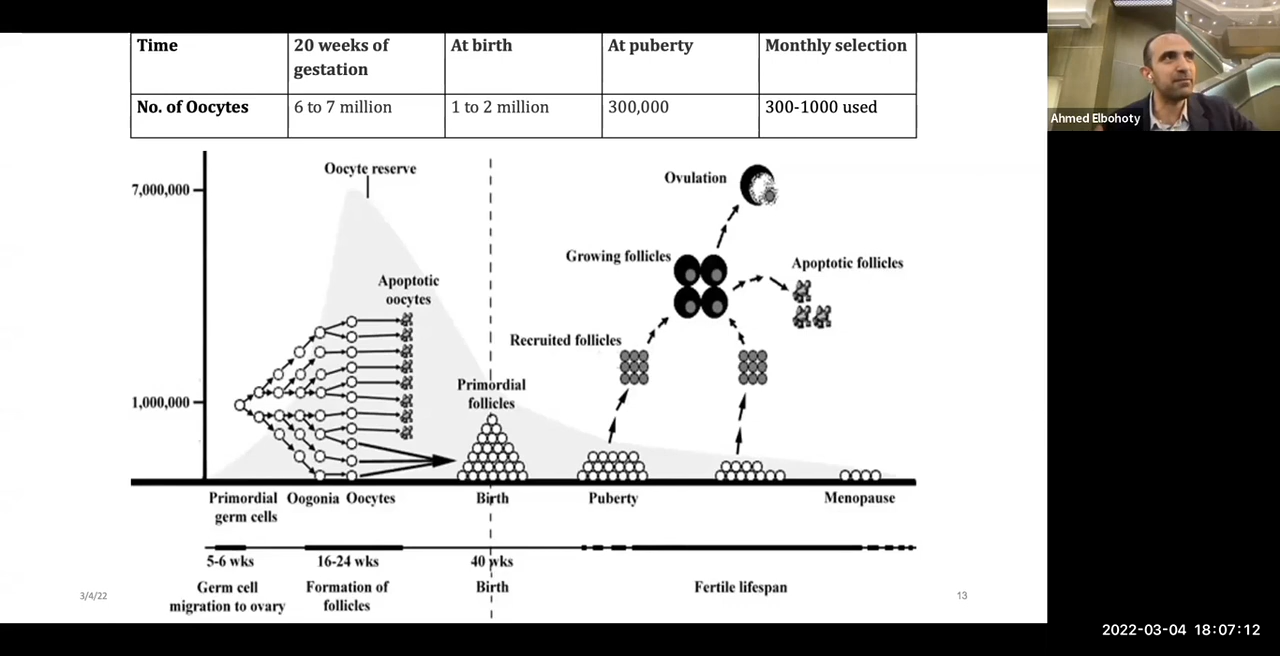 Time 20 weeks of gestation At birth At puberty Monthly selection
No. of Oocytes 6 to 7 million 1 to 2 million 300,000 300-1000 used
Ahmed Elbohoty
Oocyte reserve
7,000,000
Ovulation
Growing follicles
Apoptotic follicles
Apoptotic
oocytes
Recruited follicles
Primordial
follicles
1,000,000
Primordial
germ cells
Oogonia Oocytes
Birth
Puberty
Menopause
5-6 wks
16-24 wks
40 wks
Germ cell
migration to ovary
Formation of
follicles
Birth
Fertile lifespan
3/4/22
13
2022-03-04 18:07:12